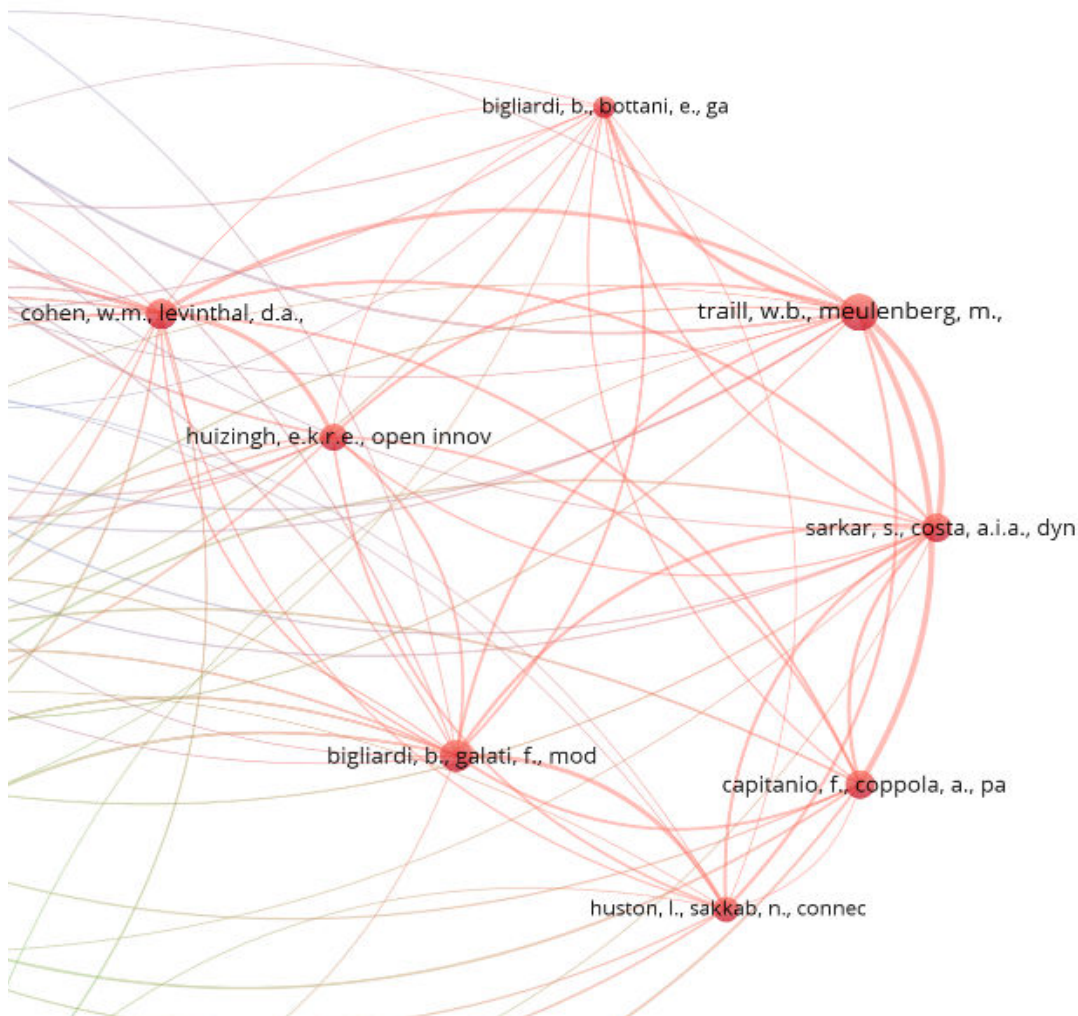 bigliardi, b., bottani, e., ga
cohen, w.m., levinthal, d.a.,
traill, w.b., meulenberg, m.,
huizingh, e.k.r.e., open innov
sarkar, s., costa, a.i.a., dyn
bigliardi, b., galati, f., mod
capitanio, f., coppola, a., pa
huston, l., sakkab, n., connec